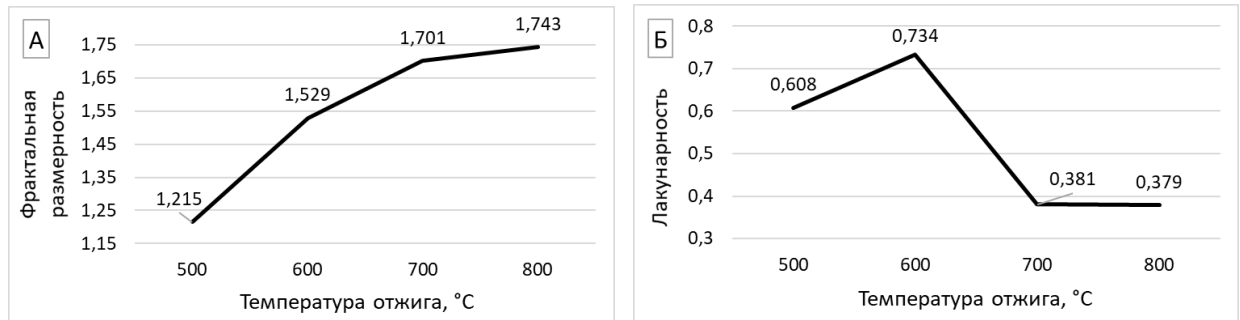 А
Фрактальная
размерность
1,75
1,65
1,55
1,45
1,35
1,25
1,15
1,215
1,529
1,701
1,743
500 600 700 800
Температура отжига, °C
Б
Лакунарность
0,8
0,7
0,6
0,5
0,4
0,3
0,608
0,734
0,381
0,379
500 600 700 800
Температура отжига, °C